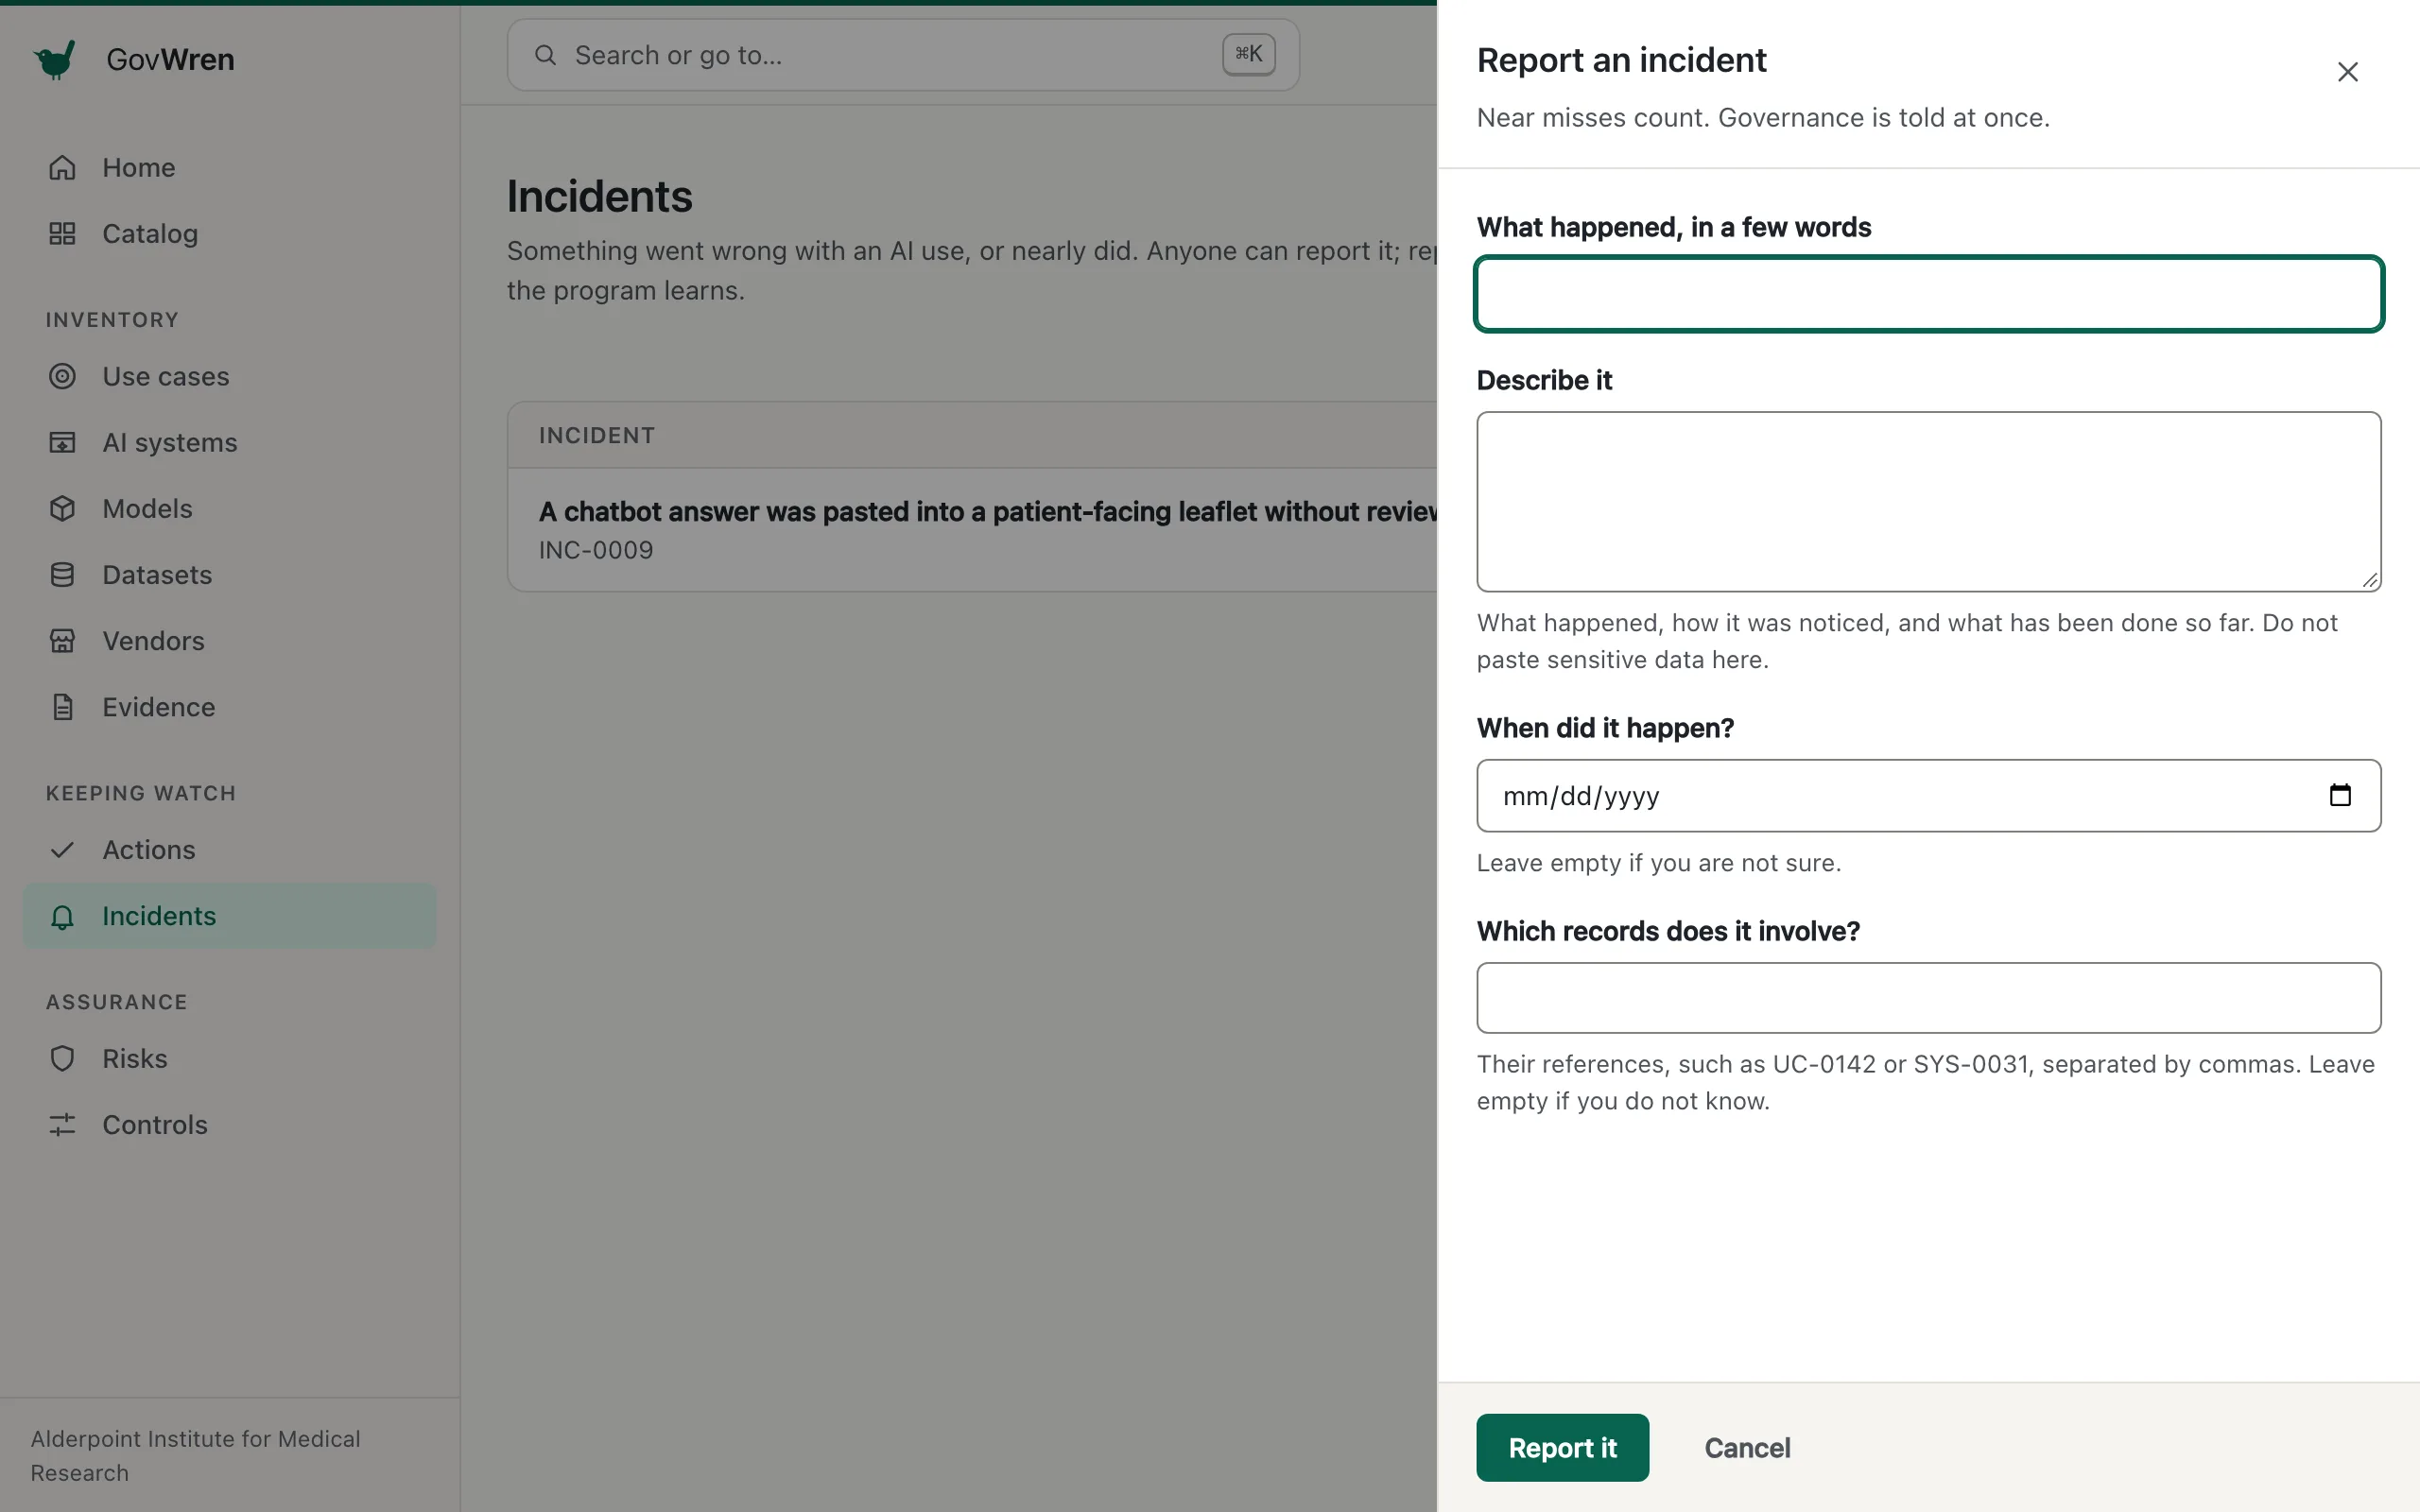 GovWren
Search or go to...
⌘K
Home
Catalog
INVENTORY
Use cases
AI systems
Models
Datasets
Vendors
Evidence
KEEPING WATCH
Actions
Incidents
ASSURANCE
Risks
Controls
Alderpoint Institute for Medical
Research
Incidents
Something went wrong with an AI use, or nearly did. Anyone can report it;
the program learns.
INCIDENT
A chatbot answer was pasted into a patient-facing leaflet without review
INC-0009
Report an incident
Near misses count. Governance is told at once.
What happened, in a few words
Describe it
What happened, how it was noticed, and what has been done so far. Do not
paste sensitive data here.
When did it happen?
mm/dd/yyyy
Leave empty if you are not sure.
Which records does it involve?
Their references, such as UC-0142 or SYS-0031, separated by commas. Leave
empty if you do not know.
Report it
Cancel